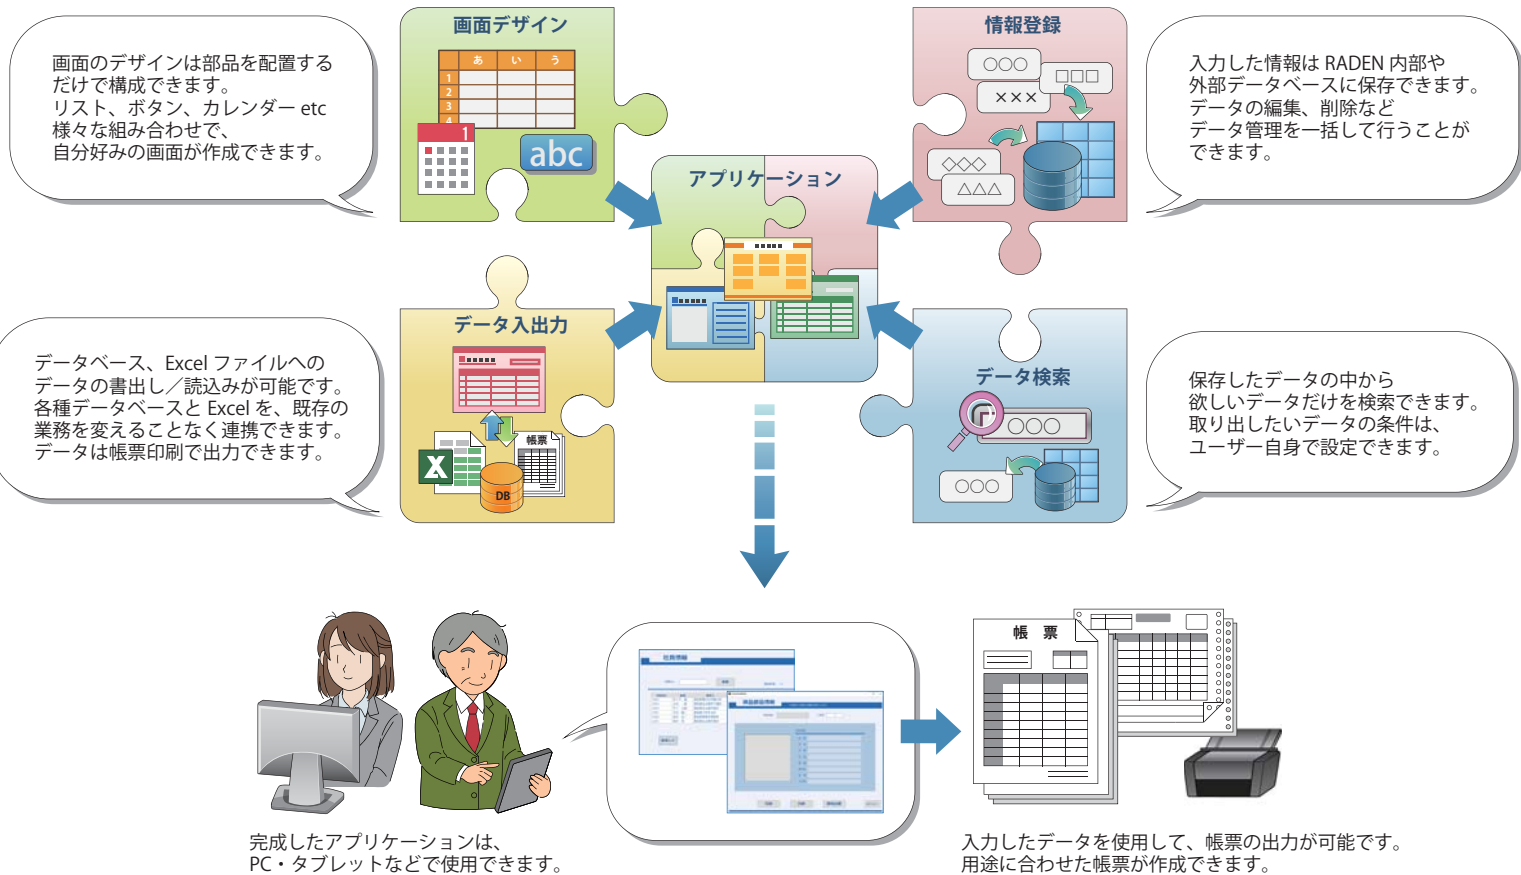 画面デザイン
あ い う
1
2
3
4
1
abc
画面のデザインは部品を配置する
だけで構成できます。
リスト、ボタン、カレンダー etc
様々な組み合わせで、
自分好みの画面が作成できます。
情報登録
○○○
□□□
×××
◇◇◇
△△△
入力した情報は RADEN 内部や
外部データベースに保存できます。
データの編集、削除など
データ管理を一括して行うことが
できます。
アプリケーション
データ入出力
帳票
X
DB
データベース、Excel ファイルへの
データの書出し／読込みが可能です。
各種データベースと Excel を、既存の
業務を変えることなく連携できます。
データは帳票印刷で出力できます。
データ検索
○○○
○○○
保存したデータの中から
欲しいデータだけを検索できます。
取り出したいデータの条件は、
ユーザー自身で設定できます。
社員情報
帳 票
完成したアプリケーションは、
PC・タブレットなどで使用できます。
入力したデータを使用して、帳票の出力が可能です。
用途に合わせた帳票が作成できます。